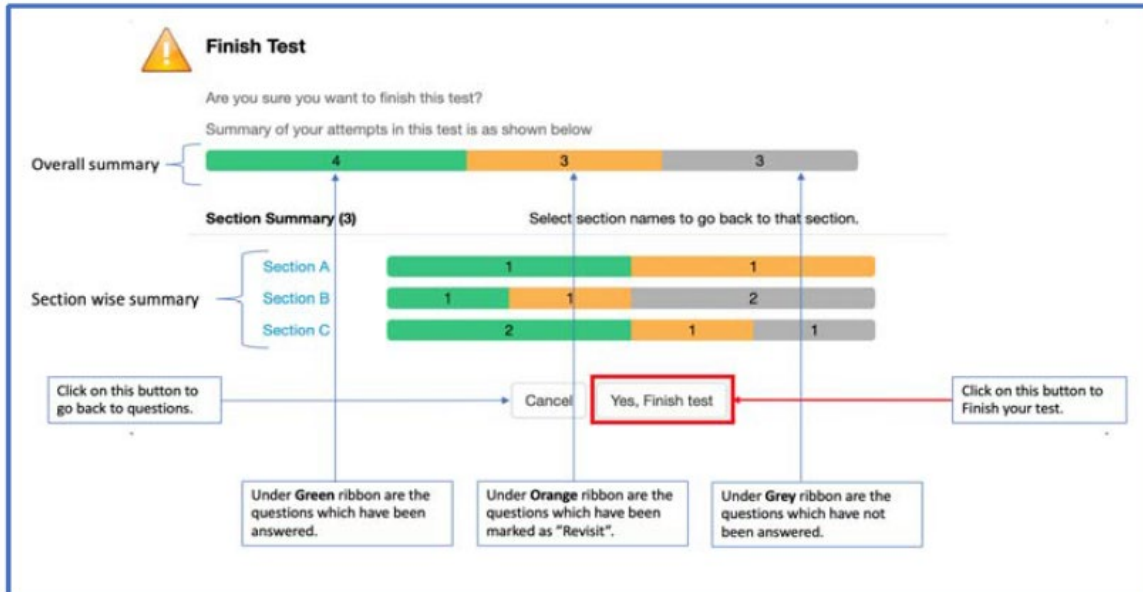 Finish Test
Are you sure you want to finish this test?
Summary of your attempts in this test is as shown below
Overall summary
4 3 3
Section Summary (3) Select section names to go back to that section.
Section wise summary
Section A 1 1
Section B 1 1 2
Section C 2 1 1
Click on this button to
go back to questions.
Cancel Yes, Finish test
Click on this button to
Finish your test.
Under Green ribbon are the
questions which have been
answered.
Under Orange ribbon are the
questions which have been
marked as "Revisit".
Under Grey ribbon are the
questions which have not
been answered.